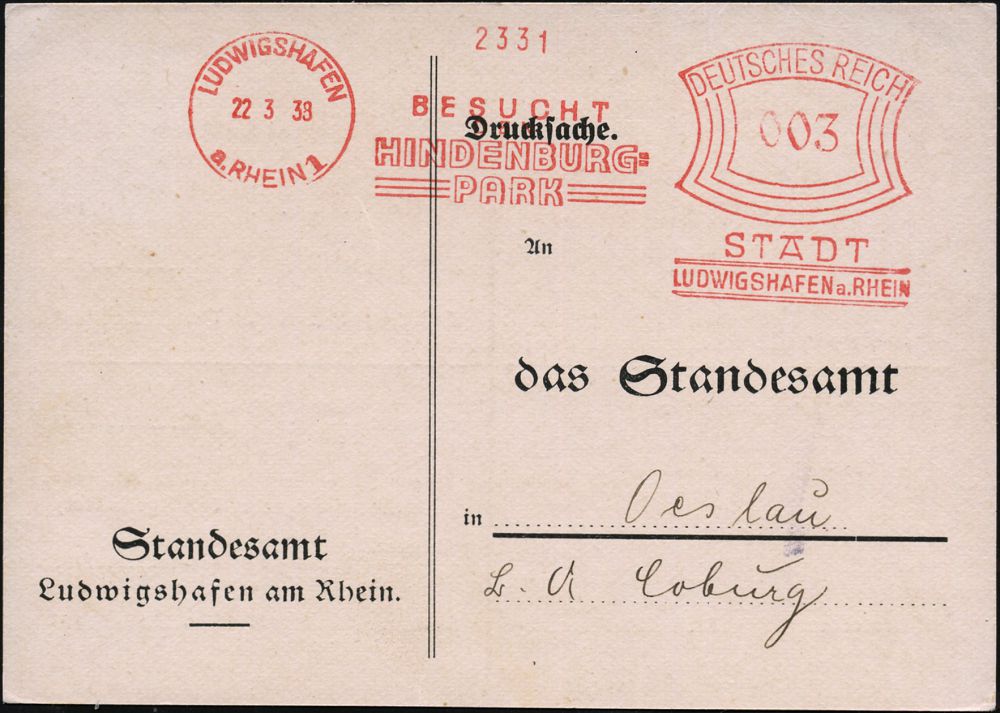 2331
LUDWIGSHAFEN
22 3 38
a. RHEIN 1
BESUCHT
HINDENBURG=
PARK
DEUTSCHES REICH
003
STADT
LUDWIGSHAFEN a. RHEIN
Drucksache.
An
das Standesamt
in Oeslau
Coburg
Standesamt
Ludwigshafen am Rhein.